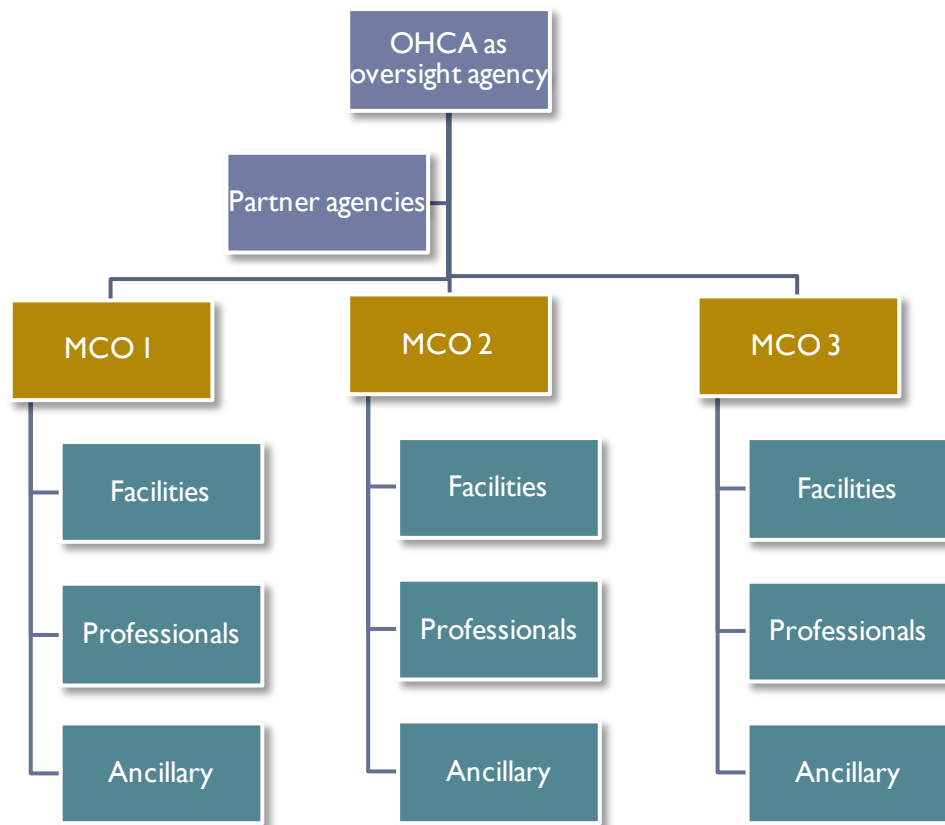 OHCA as
oversight agency
Partner agencies
MCO 1
MCO 2
MCO 3
Facilities
Facilities
Facilities
Professionals
Professionals
Professionals
Ancillary
Ancillary
Ancillary